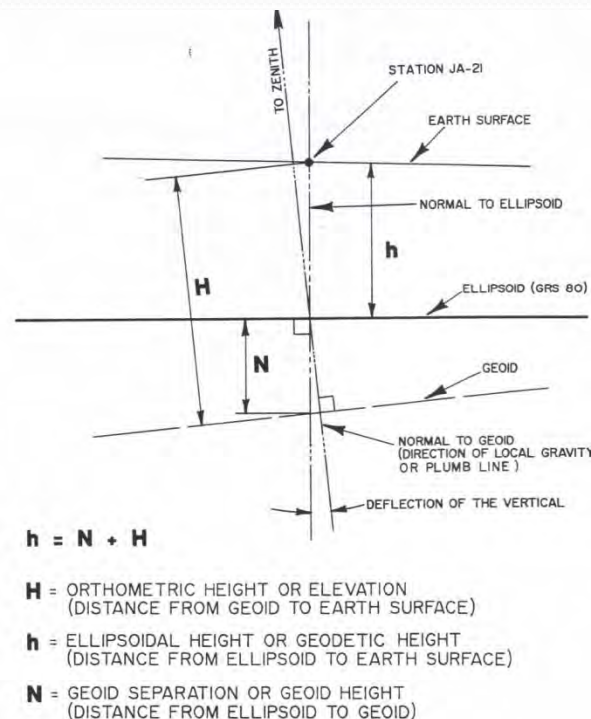 TO ZENITH
STATION JA-21
EARTH SURFACE
NORMAL TO ELLIPSOID
h
H
ELLIPSOID (GRS 80)
N
GEOID
NORMAL TO GEOID
(DIRECTION OF LOCAL GRAVITY
OR PLUMB LINE)
DEFLECTION OF THE VERTICAL
h = N + H
H = ORTHOMETRIC HEIGHT OR ELEVATION
(DISTANCE FROM GEOID TO EARTH SURFACE)
h = ELLIPSOIDAL HEIGHT OR GEODETIC HEIGHT
(DISTANCE FROM ELLIPSOID TO EARTH SURFACE)
N = GEOID SEPARATION OR GEOID HEIGHT
(DISTANCE FROM ELLIPSOID TO GEOID)